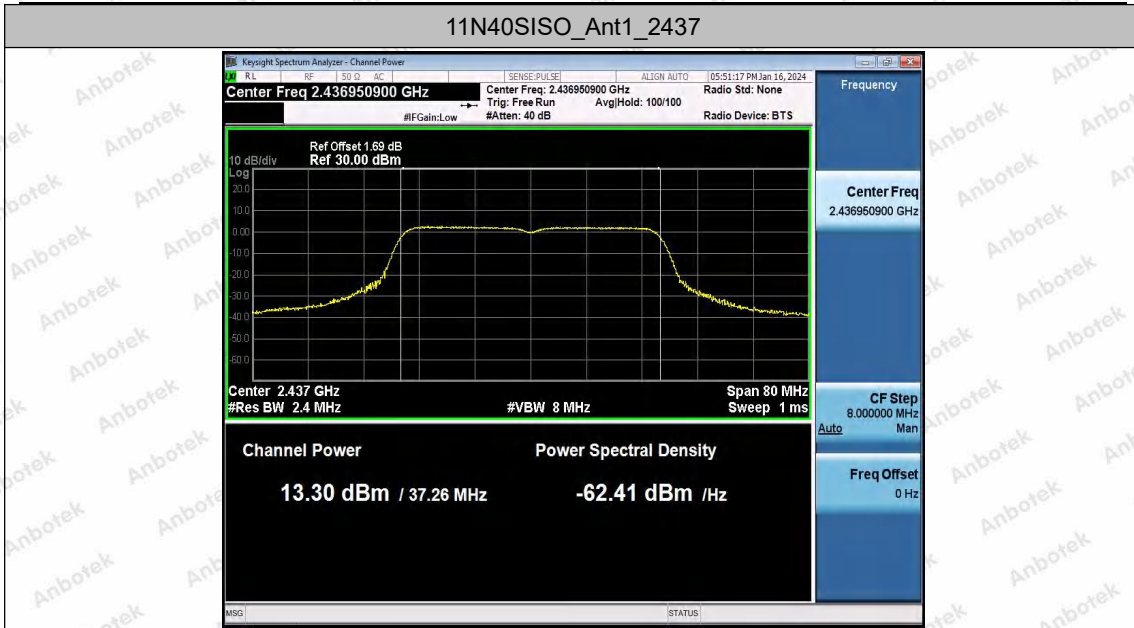 11N40SISO_Ant1_2437
Keysight Spectrum Analyzer - Channel Power
LXI RL RF 50 Ω AC SENSE:PULSE ALIGN AUTO 05:51:17 PM Jan 16, 2024
Center Freq 2.436950900 GHz
Center Freq: 2.436950900 GHz Radio Std: None
Trig: Free Run Avg|Hold: 100/100
#IFGain:Low #Atten: 40 dB Radio Device: BTS
Ref Offset 1.69 dB
10 dB/div Ref 30.00 dBm
Log
20.0
10.0
0.00
-10.0
-20.0
-30.0
-40.0
-50.0
-60.0
Center 2.437 GHz Span 80 MHz
#Res BW 2.4 MHz #VBW 8 MHz Sweep 1 ms
Channel Power Power Spectral Density
13.30 dBm / 37.26 MHz -62.41 dBm /Hz
MSG STATUS
Frequency
Center Freq
2.436950900 GHz
CF Step
8.000000 MHz
Auto Man
Freq Offset
0 Hz
Anbotek